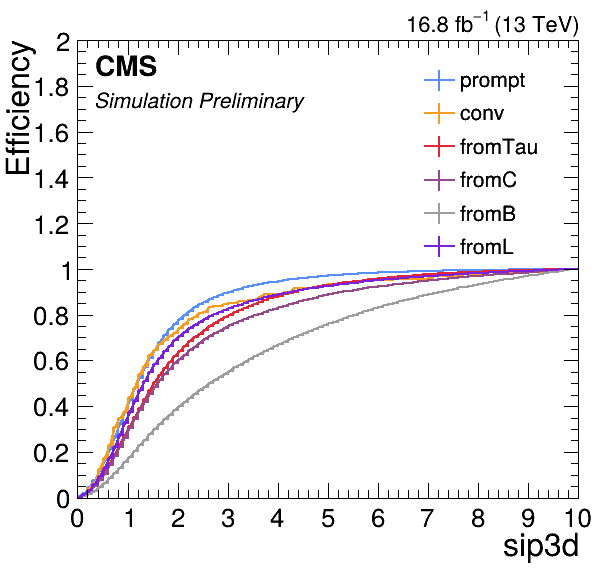 16.8 fb⁻¹ (13 TeV)
CMS
Simulation Preliminary
Efficiency
prompt
conv
fromTau
fromC
fromB
fromL
2
1.8
1.6
1.4
1.2
1
0.8
0.6
0.4
0.2
0
0 1 2 3 4 5 6 7 8 9 10
sip3d